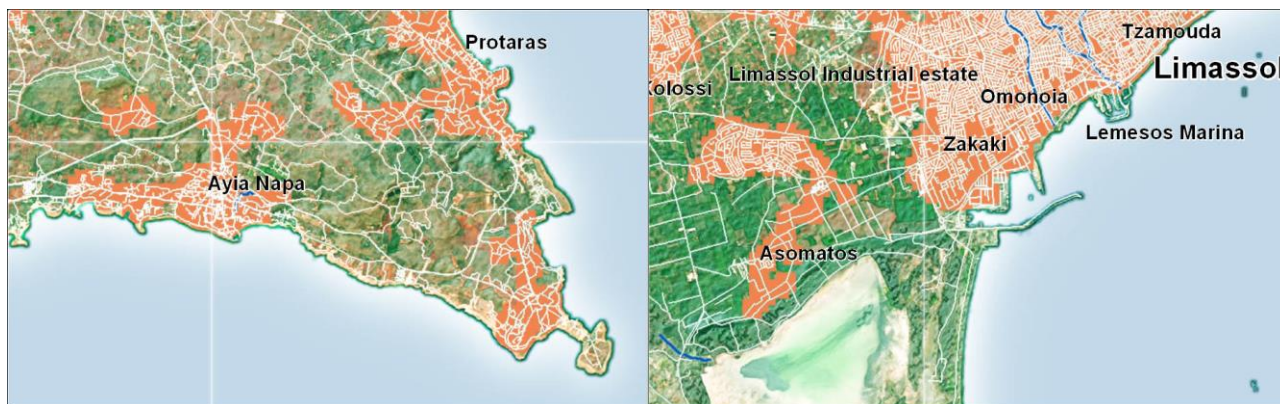 Protaras
Ayia Napa
Tzamouda
Limassol
Limassol Industrial estate
Kolossi
Omonoia
Lemesos Marina
Zakaki
Asomatos